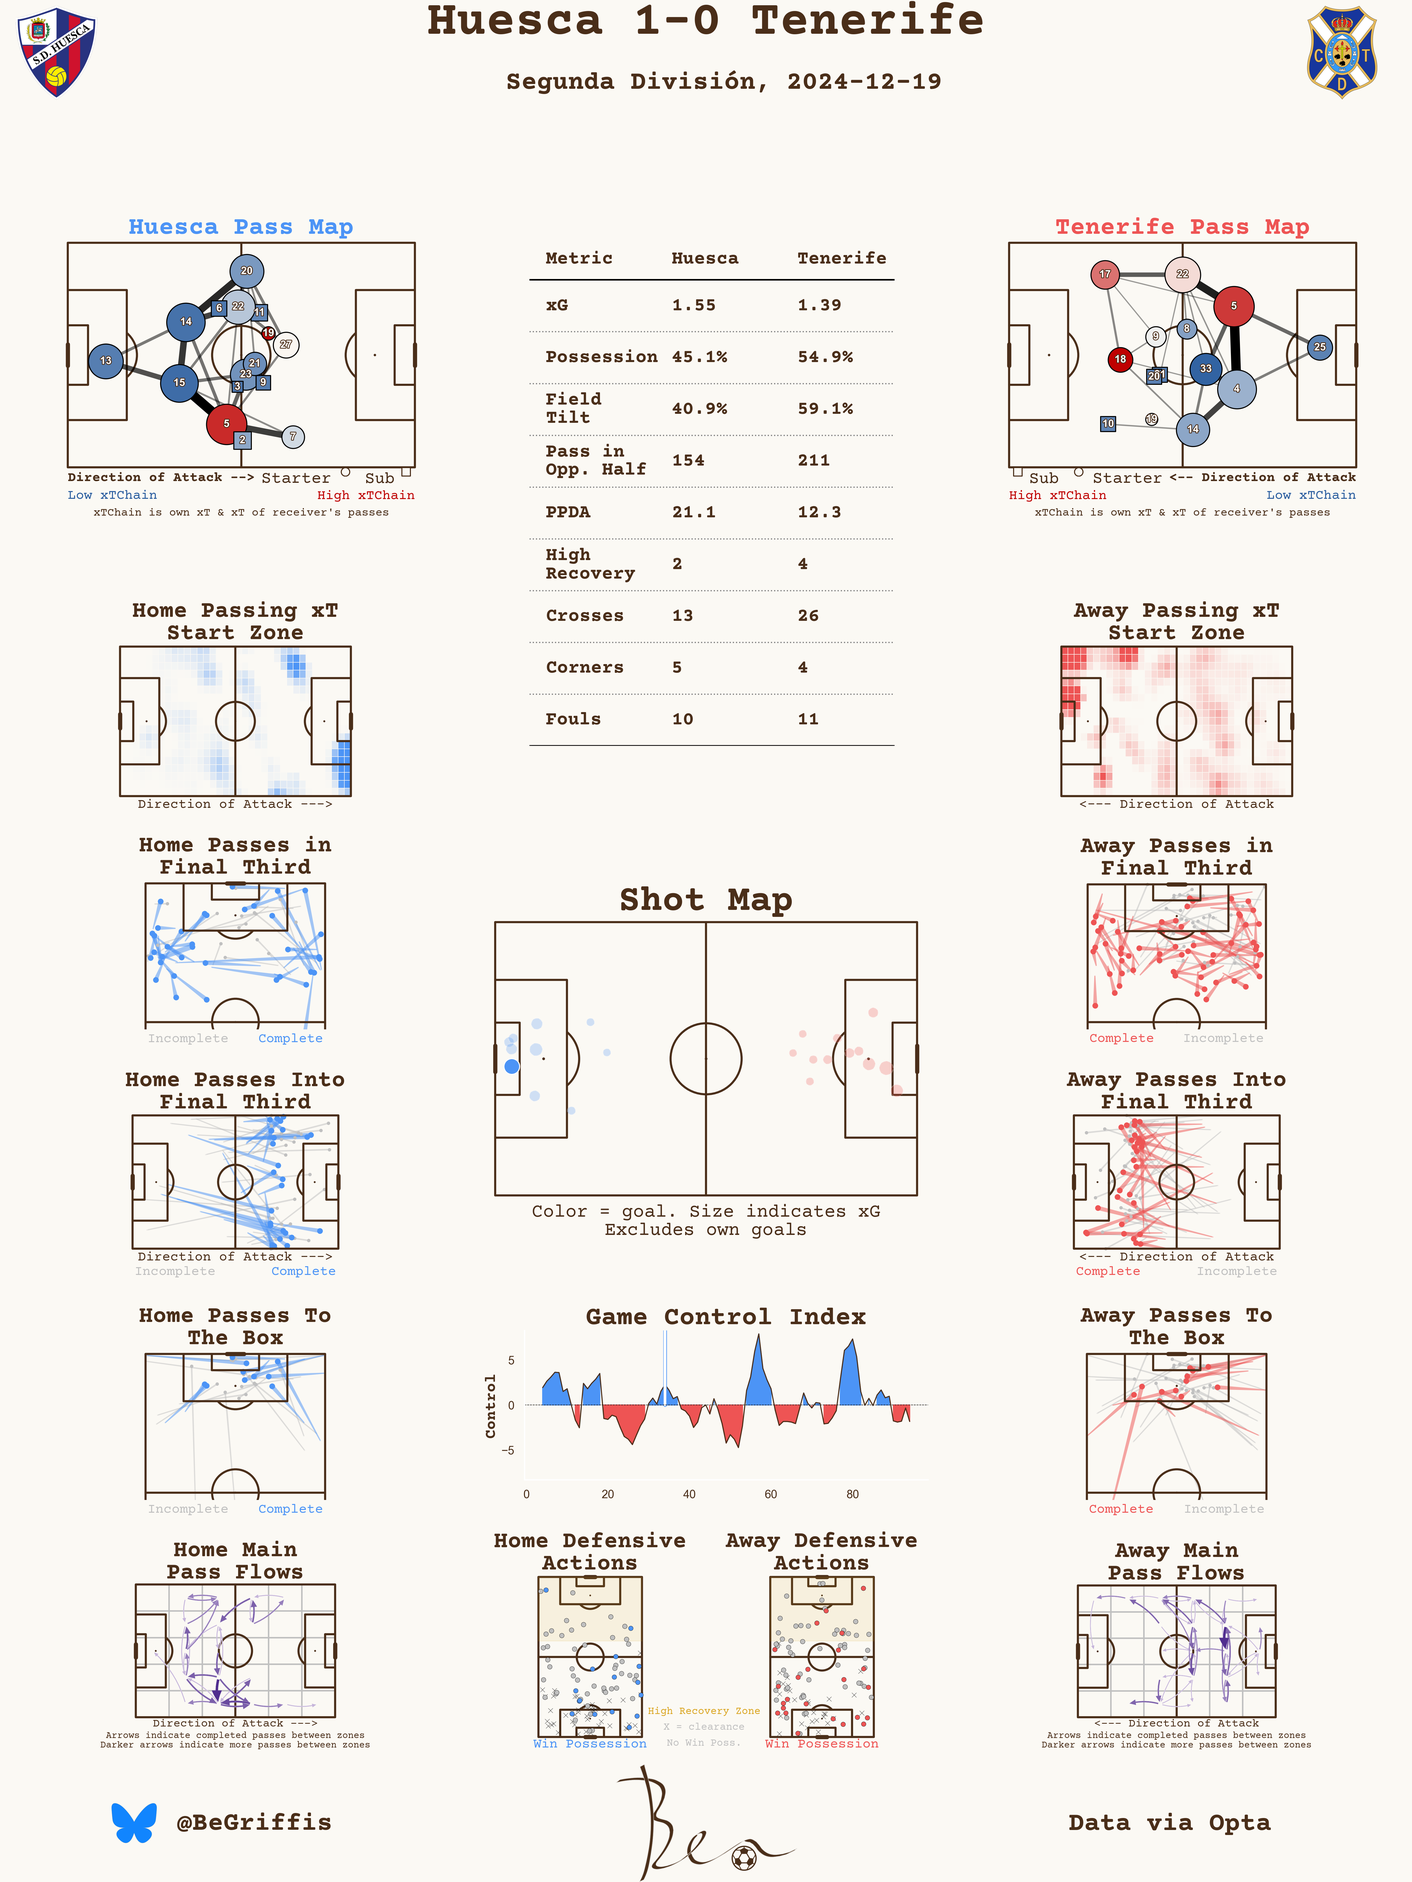 Huesca 1-0 Tenerife
Segunda División, 2024-12-19
S.D. HUESCA
C T
D
Huesca Pass Map
20
6
22
11
14
19
27
13
21
15
23
3
9
5
2
7
Direction of Attack --> Starter Sub
Low xTChain High xTChain
xTChain is own xT & xT of receiver's passes
Metric Huesca Tenerife
xG 1.55 1.39
Possession 45.1% 54.9%
Field
Tilt 40.9% 59.1%
Pass in
Opp. Half 154 211
PPDA 21.1 12.3
High
Recovery 2 4
Crosses 13 26
Corners 5 4
Fouls 10 11
Tenerife Pass Map
17
22
5
8
9
25
18
33
20
4
10
19
14
Sub Starter <-- Direction of Attack
High xTChain Low xTChain
xTChain is own xT & xT of receiver's passes
Home Passing xT
Start Zone
Direction of Attack --->
Away Passing xT
Start Zone
<--- Direction of Attack
Home Passes in
Final Third
Incomplete Complete
Away Passes in
Final Third
Complete Incomplete
Shot Map
Color = goal. Size indicates xG
Excludes own goals
Home Passes Into
Final Third
Direction of Attack --->
Incomplete Complete
Away Passes Into
Final Third
<--- Direction of Attack
Complete Incomplete
Home Passes To
The Box
Incomplete Complete
Game Control Index
Control
5
0
−5
0 20 40 60 80
Away Passes To
The Box
Complete Incomplete
Home Main
Pass Flows
Direction of Attack --->
Arrows indicate completed passes between zones
Darker arrows indicate more passes between zones
Home Defensive
Actions
Win Possession
High Recovery Zone
X = clearance
No Win Poss.
Away Defensive
Actions
Win Possession
Away Main
Pass Flows
<--- Direction of Attack
Arrows indicate completed passes between zones
Darker arrows indicate more passes between zones
@BeGriffis
Ben
Data via Opta